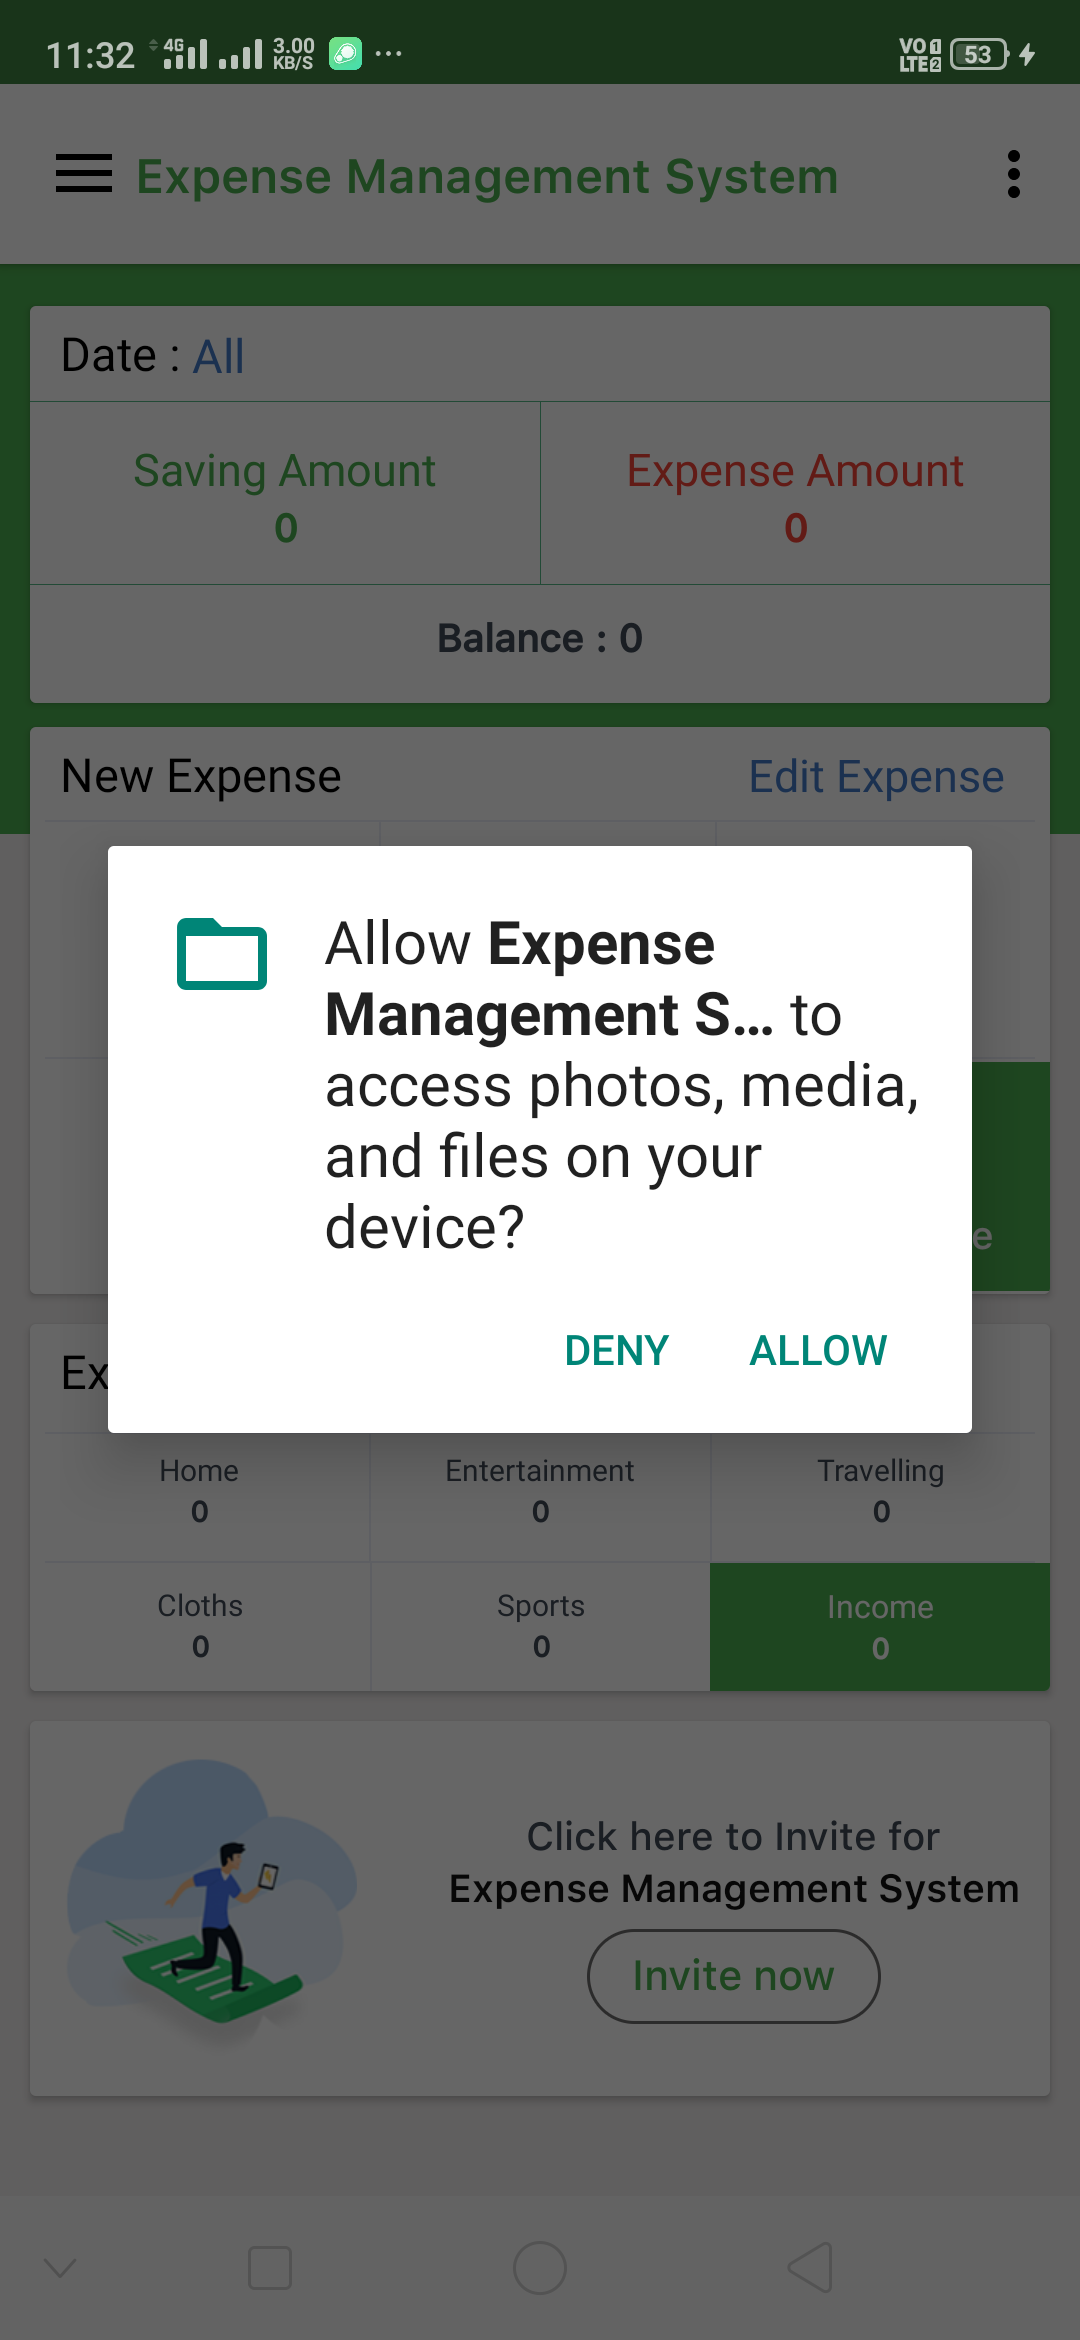 11:32 4G 3.00 KB/S ... VO 1 LTE 2 53
Expense Management System
Date : All
Saving Amount Expense Amount
0 0
Balance : 0
New Expense Edit Expense
Allow Expense
Management S... to
access photos, media,
and files on your
device?
e
DENY ALLOW
Ex
Home Entertainment Travelling
0 0 0
Cloths Sports Income
0 0 0
Click here to Invite for
Expense Management System
Invite now